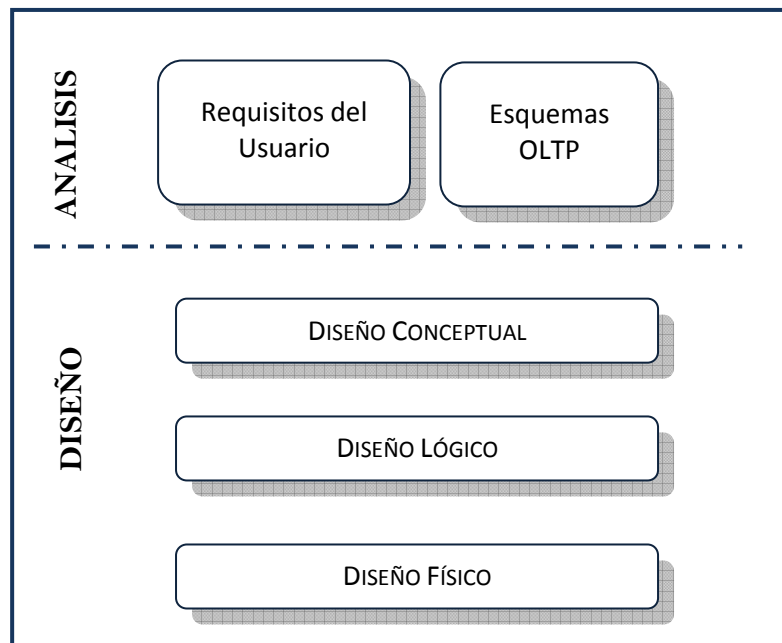 ANALISIS
Requisitos del
Usuario
Esquemas
OLTP
DISEÑO
DISEÑO CONCEPTUAL
DISEÑO LÓGICO
DISEÑO FÍSICO